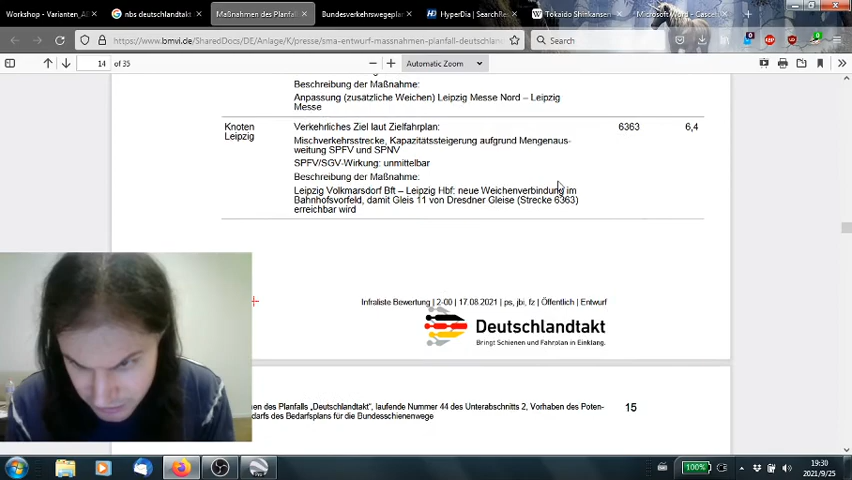 Workshop - Varianten_A
nbs deutschlandtakt
Maßnahmen des Planfall
Bundesverkehrswegeplan
HyperDia | SearchRe
Tokaido Shinkansen
Microsoft Word - Cascad
https://www.bmvi.de/SharedDocs/DE/Anlage/K/presse/sma-entwurf-massnahmen-planfall-deutschlan
Search
14 of 35
Automatic Zoom
Beschreibung der Maßnahme:
Anpassung (zusätzliche Weichen) Leipzig Messe Nord – Leipzig
Messe
Knoten
Leipzig
Verkehrliches Ziel laut Zielfahrplan:
6363
6,4
Mischverkehrsstrecke, Kapazitätssteigerung aufgrund Mengenaus-
weitung SPFV und SPNV
SPFV/SGV-Wirkung: unmittelbar
Beschreibung der Maßnahme:
Leipzig Volkmarsdorf Bft – Leipzig Hbf: neue Weichenverbindung im
Bahnhofsvorfeld, damit Gleis 11 von Dresdner Gleise (Strecke 6363)
erreichbar wird
Infraliste Bewertung | 2-00 | 17.08.2021 | ps, jbi, fz | Öffentlich | Entwurf
Deutschlandtakt
Bringt Schienen und Fahrplan in Einklang.
en des Planfalls „Deutschlandtakt“, laufende Nummer 44 des Unterabschnitts 2, Vorhaben des Poten-
darfs des Bedarfsplans für die Bundesschienenwege
15
100%
19:30
2021/9/25